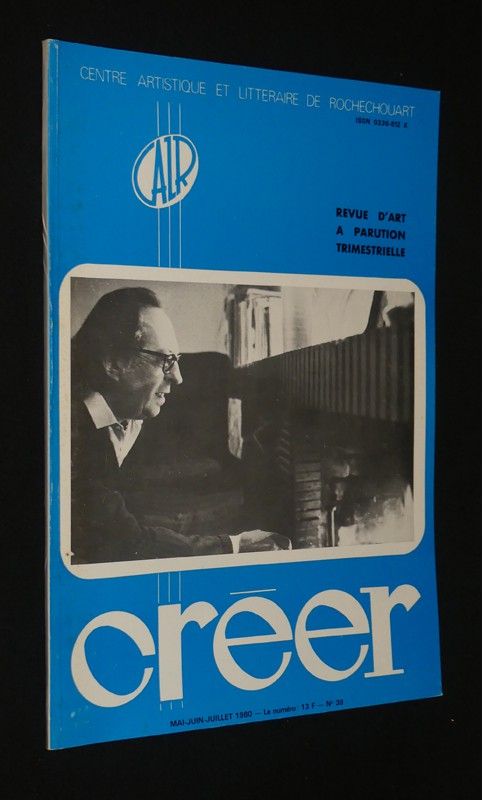 CENTRE ARTISTIQUE ET LITTERAIRE DE ROCHECHOUART
ISSN 0336-012 X
CALR
REVUE D'ART
A PARUTION
TRIMESTRIELLE
créer
MAI-JUIN-JUILLET 1980 — Le numéro 13 F — N° 39